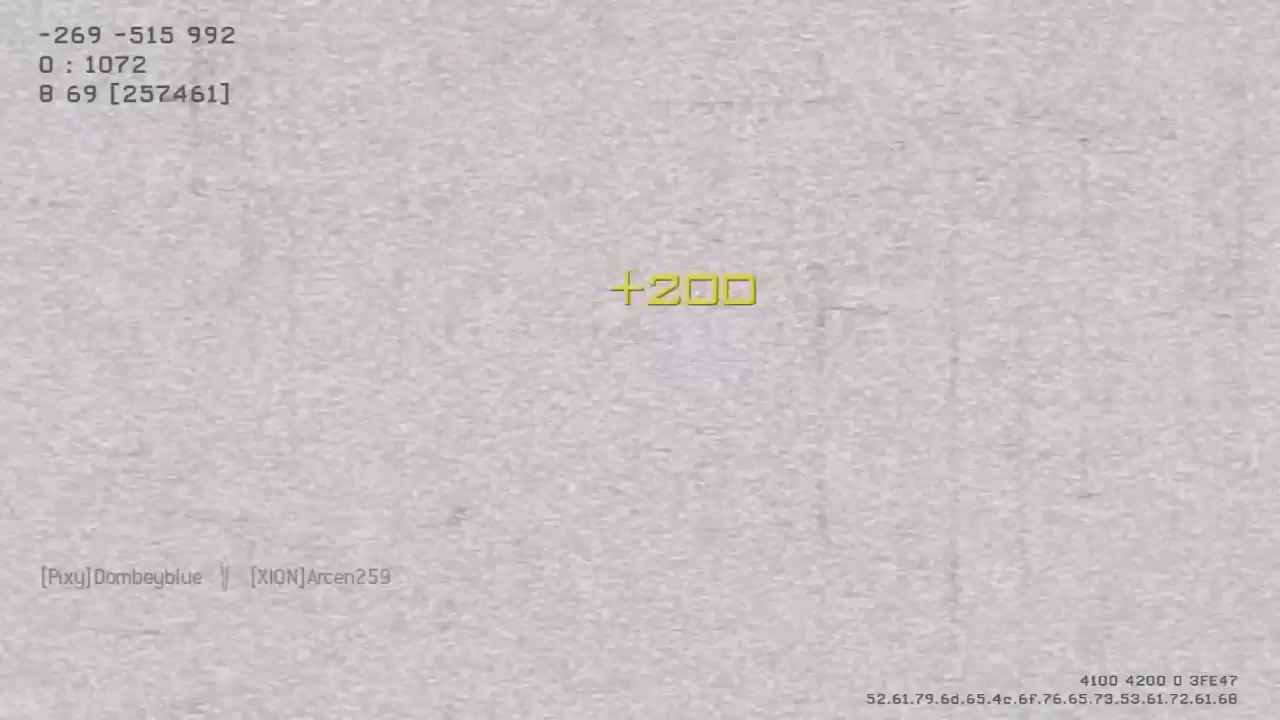 -269 -515 992
0 : 1072
8 69 [257461]
+200
[Pixy]Dombeyblue [XION]Arcen259
4100 4200 0 3FE47
52.61.79.6d.65.4c.6f.76.65.73.53.61.72.61.68